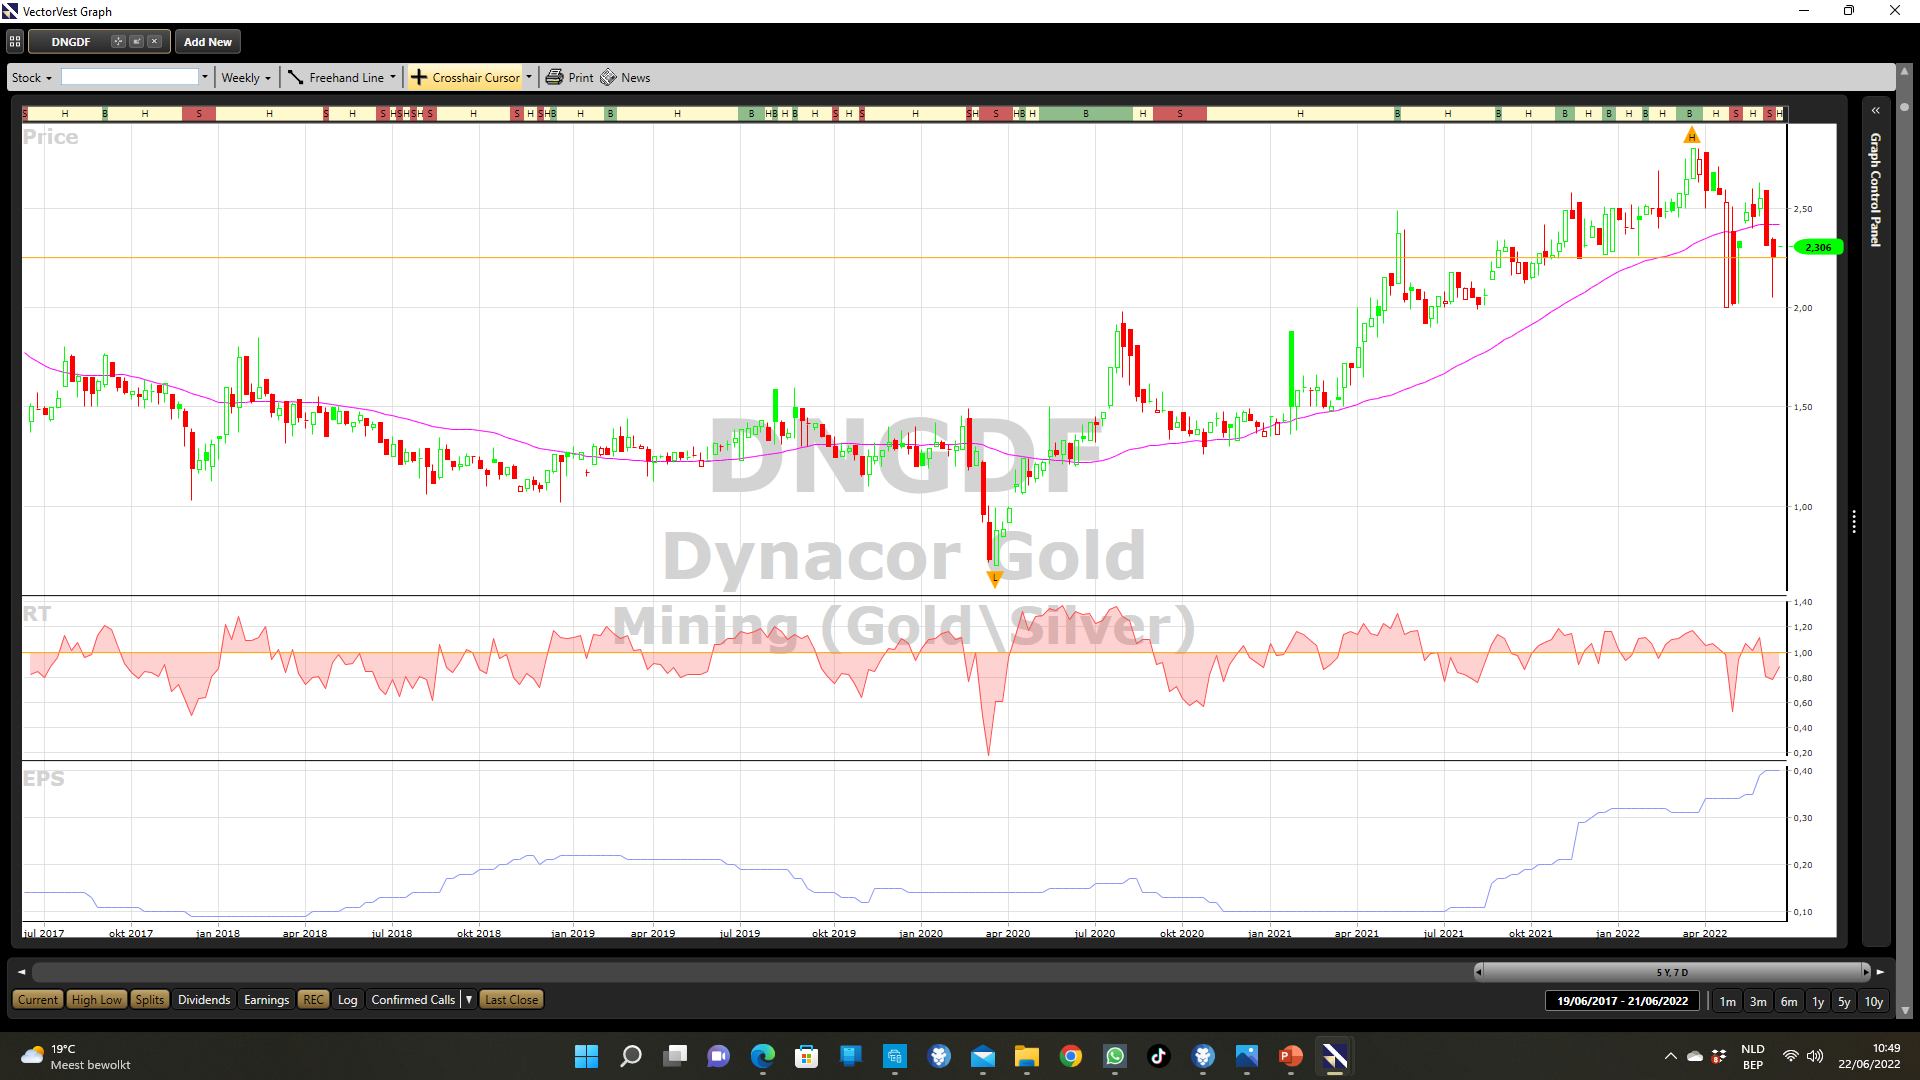 VectorVest Graph
DNGDF Add New
Stock Weekly Freehand Line Crosshair Cursor Print News
S H B H S H S H S H S H S H S H S H S H B H B H B H B H B H S H S H S H S H B H B H S H B H B H B H B H B H B H S H S H
Price
H
Graph Control Panel
2,50
2,306
2,00
1,50
1,00
DNGDF
Dynacor Gold
L
Mining (Gold\Silver)
RT
1,40
1,20
1,00
0,80
0,60
0,40
0,20
EPS
0,40
0,30
0,20
0,10
jul 2017 okt 2017 jan 2018 apr 2018 jul 2018 okt 2018 jan 2019 apr 2019 jul 2019 okt 2019 jan 2020 apr 2020 jul 2020 okt 2020 jan 2021 apr 2021 jul 2021 okt 2021 jan 2022 apr 2022
5 Y, 7 D
Current High Low Splits Dividends Earnings REC Log Confirmed Calls Last Close 19/06/2017 - 21/06/2022 1m 3m 6m 1y 5y 10y
19°C
Meest bewolkt
NLD
BEP
10:49
22/06/2022